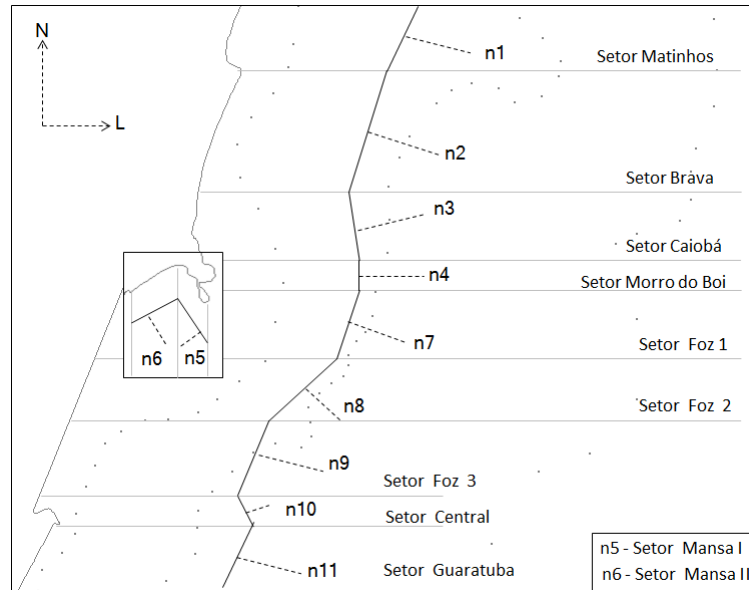 N
L
n1
Setor Matinhos
n2
Setor Brava
n3
Setor Caiobá
n4
Setor Morro do Boi
n7
n6 n5
Setor Foz 1
n8
Setor Foz 2
n9
Setor Foz 3
n10
Setor Central
n11
Setor Guaratuba
n5 - Setor Mansa I
n6 - Setor Mansa II